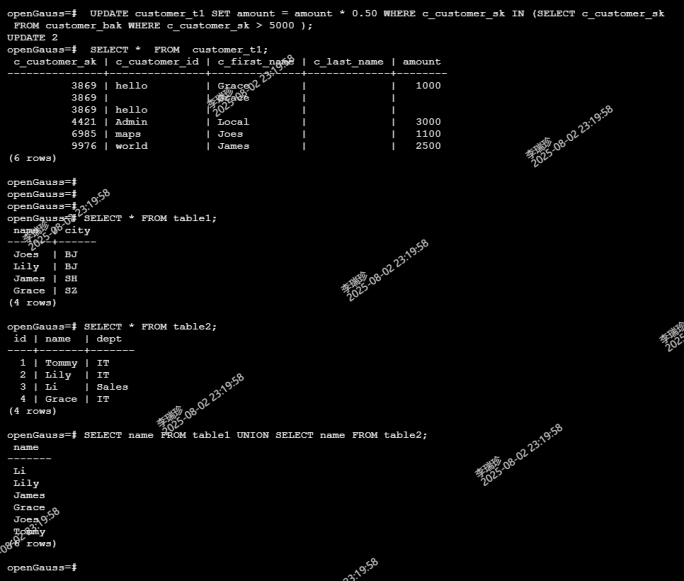 openGauss=#  UPDATE customer_t1 SET amount = amount * 0.50 WHERE c_customer_sk IN (SELECT c_customer_sk
 FROM customer_bak WHERE c_customer_sk > 5000 );
UPDATE 2
openGauss=#  SELECT *  FROM  customer_t1;
 c_customer_sk | c_customer_id | c_first_name | c_last_name | amount
---------------+---------------+--------------+-------------+--------
          3869 | hello         | Grace        |             |   1000
          3869 |               | Grace        |             |
          3869 | hello         |              |             |
          4421 | Admin         | Local        |             |   3000
          6985 | maps          | Joes         |             |   1100
          9976 | world         | James        |             |   2500
(6 rows)
openGauss=#
openGauss=#
openGauss=#
openGauss=# SELECT * FROM table1;
 name  | city
-------+------
 Joes  | BJ
 Lily  | BJ
 James | SH
 Grace | SZ
(4 rows)
openGauss=# SELECT * FROM table2;
 id | name  | dept
----+-------+-------
  1 | Tommy | IT
  2 | Lily  | IT
  3 | Li    | Sales
  4 | Grace | IT
(4 rows)
openGauss=# SELECT name FROM table1 UNION SELECT name FROM table2;
 name
-------
 Li
 Lily
 James
 Grace
 Joes
 Tommy
(6 rows)
openGauss=#
李瑞珍
2025-08-02 23:19:58
李瑞珍
2025-08-02 23:19:58
李瑞珍
2025-08-02 23:19:58
李瑞珍
2025-08-02 23:19:58
李瑞珍
2025-08-02 23:19:58
李瑞珍
2025-08-02 23:19:58
李瑞珍